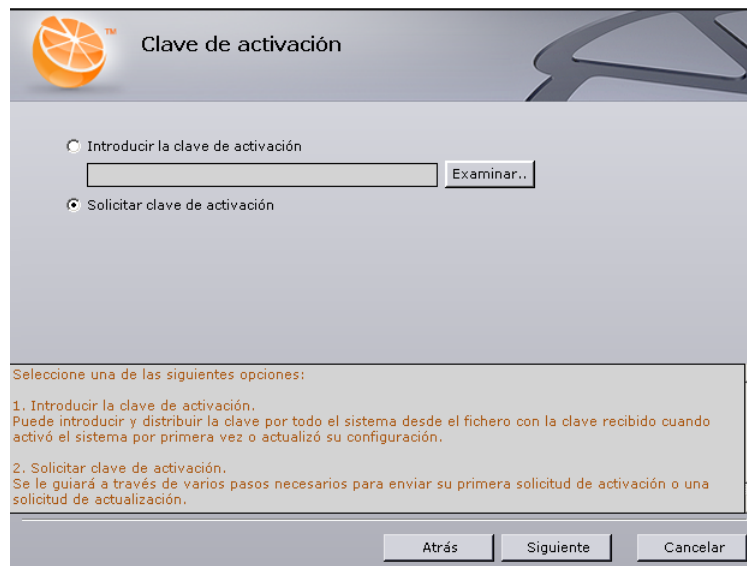 TM
Clave de activación
Introducir la clave de activación
Examinar..
Solicitar clave de activación
Seleccione una de las siguientes opciones:
1. Introducir la clave de activación.
Puede introducir y distribuir la clave por todo el sistema desde el fichero con la clave recibido cuando
activó el sistema por primera vez o actualizó su configuración.
2. Solicitar clave de activación.
Se le guiará a través de varios pasos necesarios para enviar su primera solicitud de activación o una
solicitud de actualización.
Atrás Siguiente Cancelar